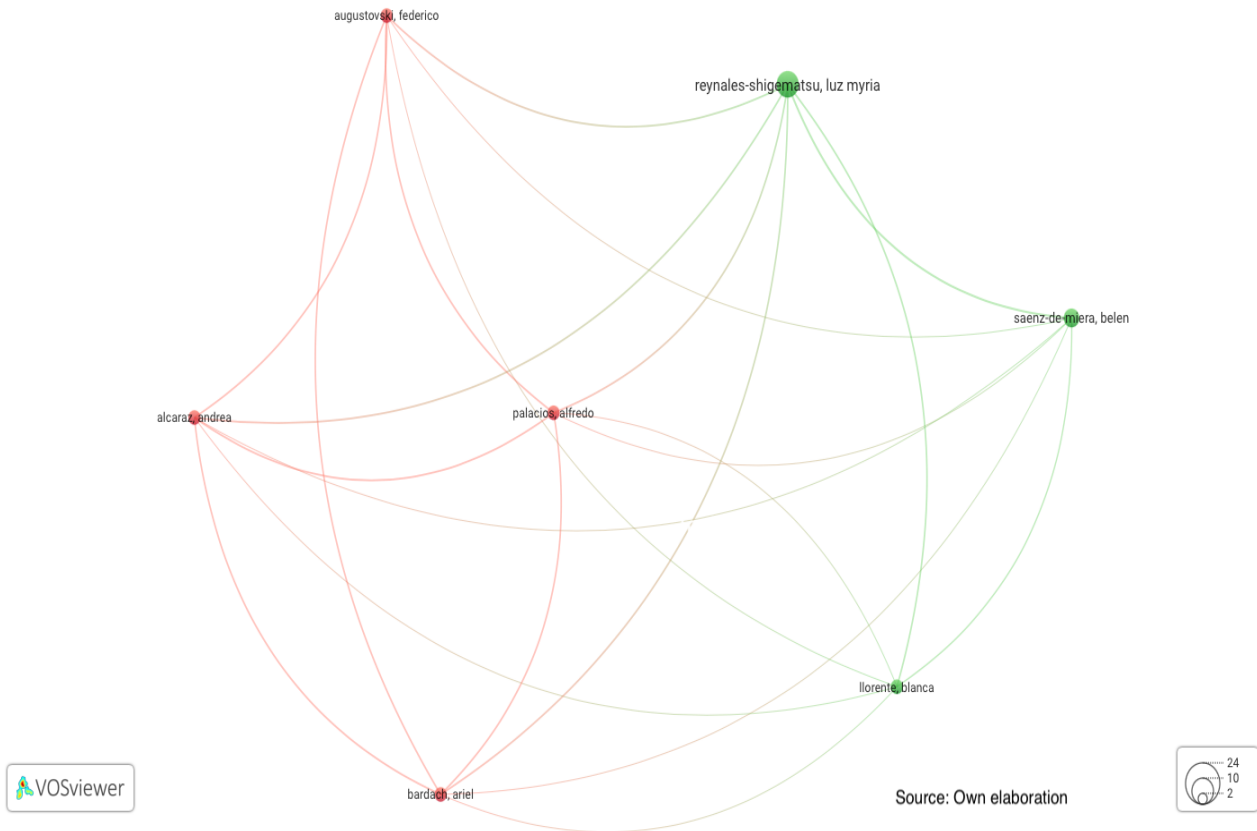 augustovski, federico
reynales-shigematsu, luz myria
saenz-de-miera, belen
alcaraz, andrea
palacios, alfredo
llorente, blanca
bardach, ariel
VOSviewer
Source: Own elaboration
24
10
2